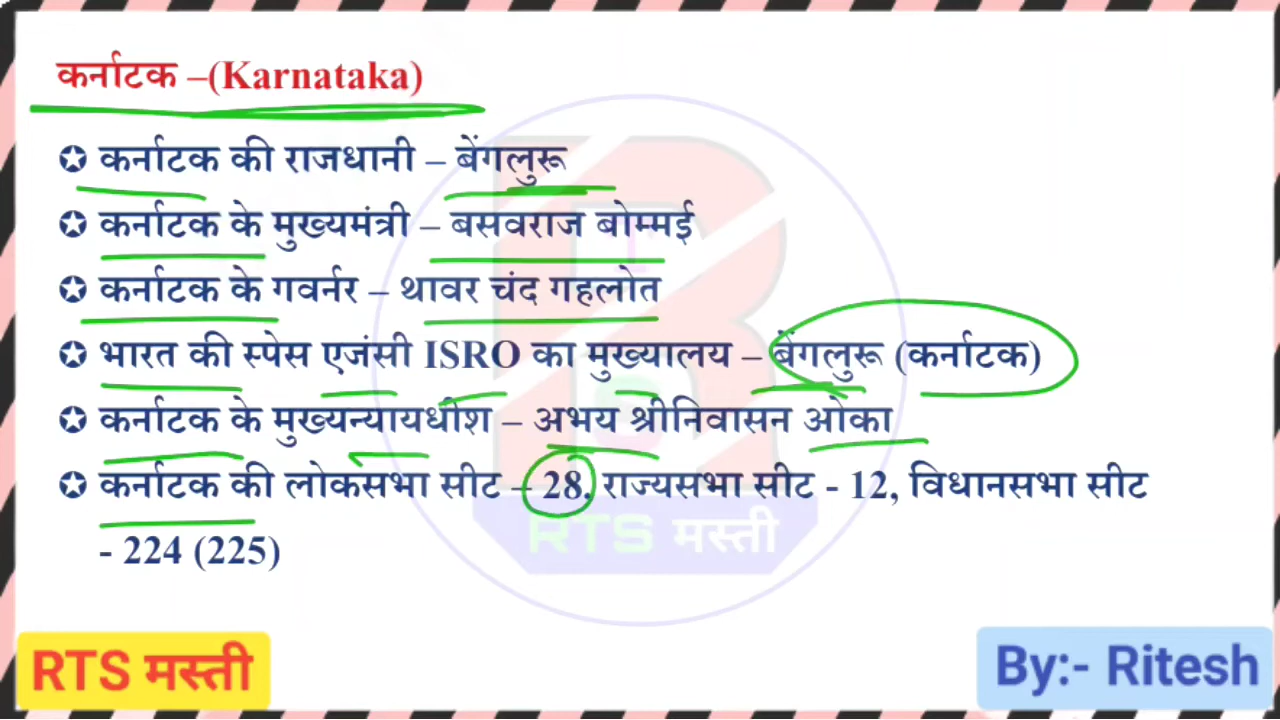 कर्नाटक –(Karnataka)
✪ कर्नाटक की राजधानी – बेंगलुरू
✪ कर्नाटक के मुख्यमंत्री – बसवराज बोम्मई
✪ कर्नाटक के गवर्नर – थावर चंद गहलोत
✪ भारत की स्पेस एजंसी ISRO का मुख्यालय – बेंगलुरू (कर्नाटक)
✪ कर्नाटक के मुख्यन्यायधीश – अभय श्रीनिवासन ओका
✪ कर्नाटक की लोकसभा सीट – 28, राज्यसभा सीट - 12, विधानसभा सीट
- 224 (225)
RTS मस्ती
RTS मस्ती
By:- Ritesh